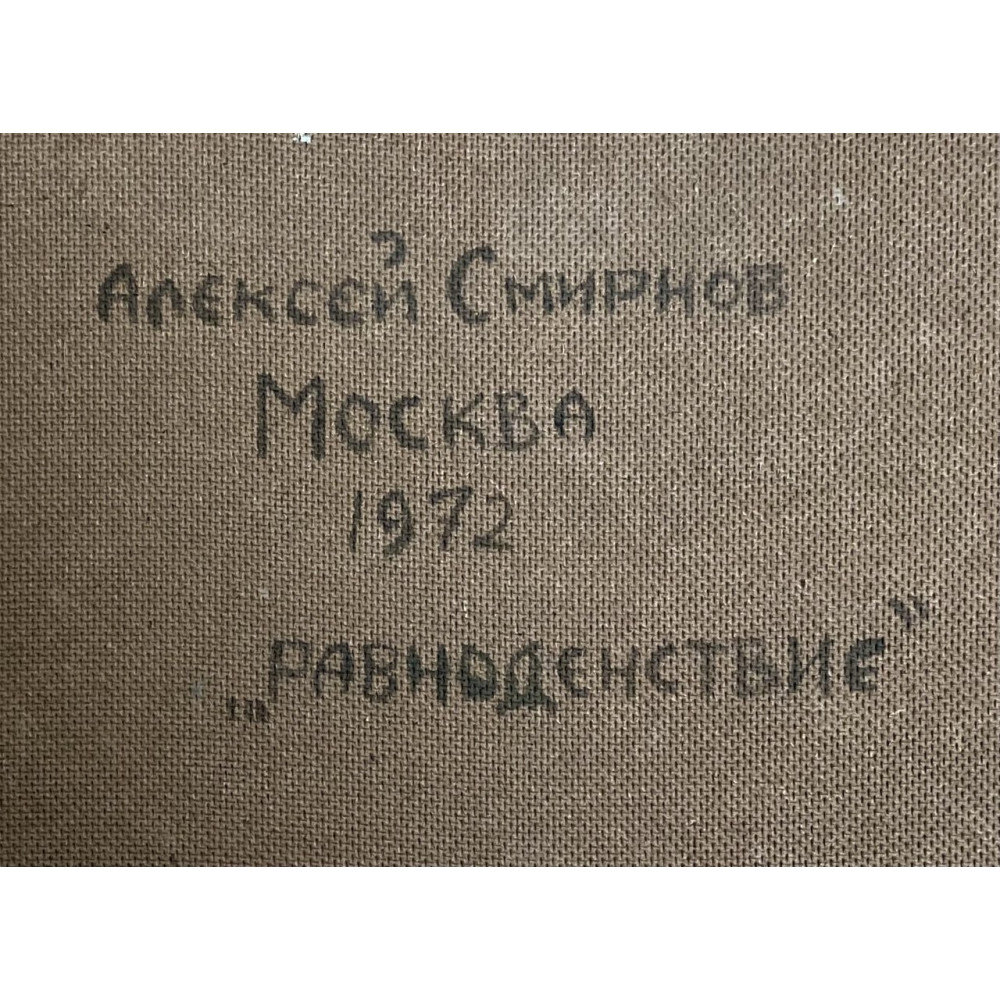 Алексей Смирнов
Москва
1972
„Равноденствие”